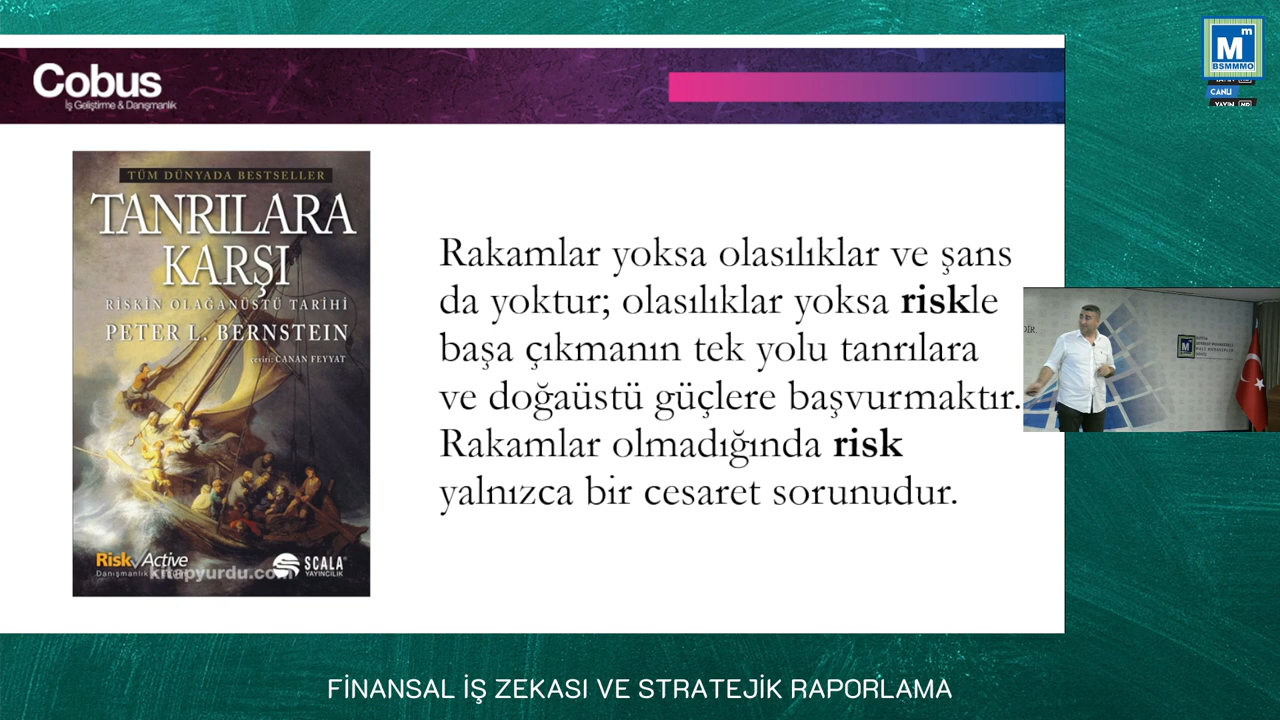 Cobus
İş Geliştirme & Danışmanlık
M m
BSMMMO
CANLI
YAYIN
TÜM DÜNYADA BESTSELLER
TANRILARA
KARŞI
RİSKİN OLAĞANÜSTÜ TARİHİ
PETER L. BERNSTEIN
çeviri: CANAN FEYYAT
Risk Active
Danışmanlık
kitapyurdu.com
SCALA
YAYINCILIK
Rakamlar yoksa olasılıklar ve şans
da yoktur; olasılıklar yoksa riskle
başa çıkmanın tek yolu tanrılara
ve doğaüstü güçlere başvurmaktır.
Rakamlar olmadığında risk
yalnızca bir cesaret sorunudur.
DİR.
FİNANSAL İŞ ZEKASI VE STRATEJİK RAPORLAMA